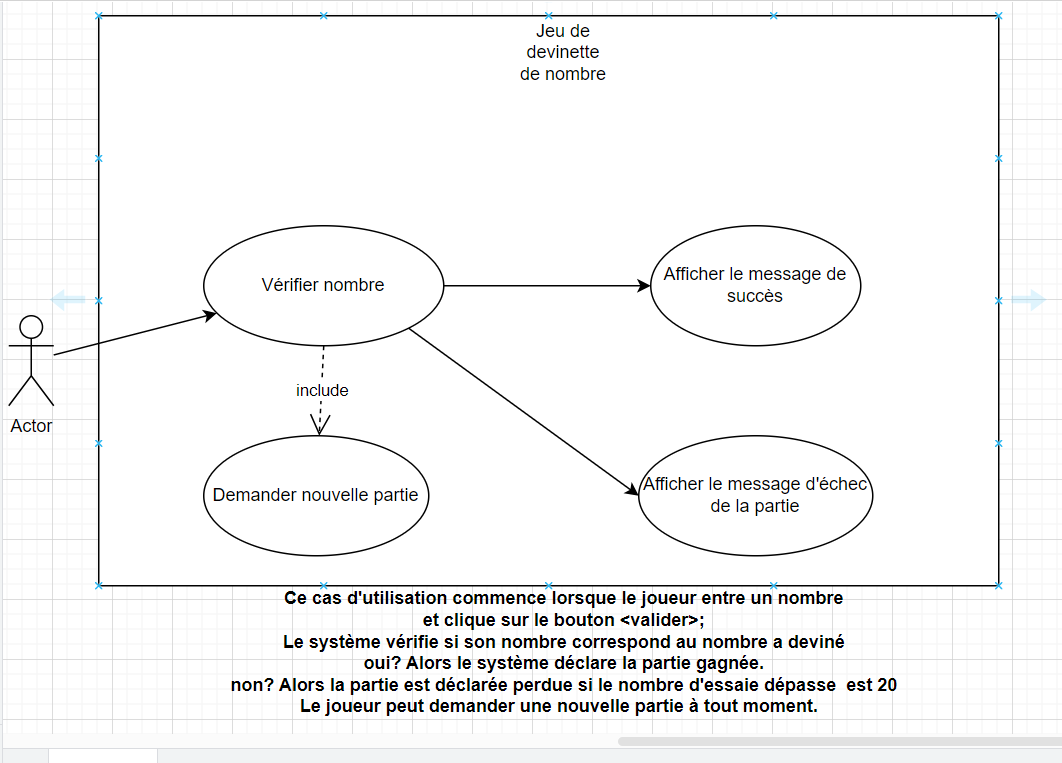 Jeu de
devinette
de nombre
Vérifier nombre
Afficher le message de
succès
include
Actor
Demander nouvelle partie
Afficher le message d'échec
de la partie
Ce cas d'utilisation commence lorsque le joueur entre un nombre
et clique sur le bouton <valider>;
Le système vérifie si son nombre correspond au nombre a deviné
oui? Alors le système déclare la partie gagnée.
non? Alors la partie est déclarée perdue si le nombre d'essaie dépasse  est 20
Le joueur peut demander une nouvelle partie à tout moment.